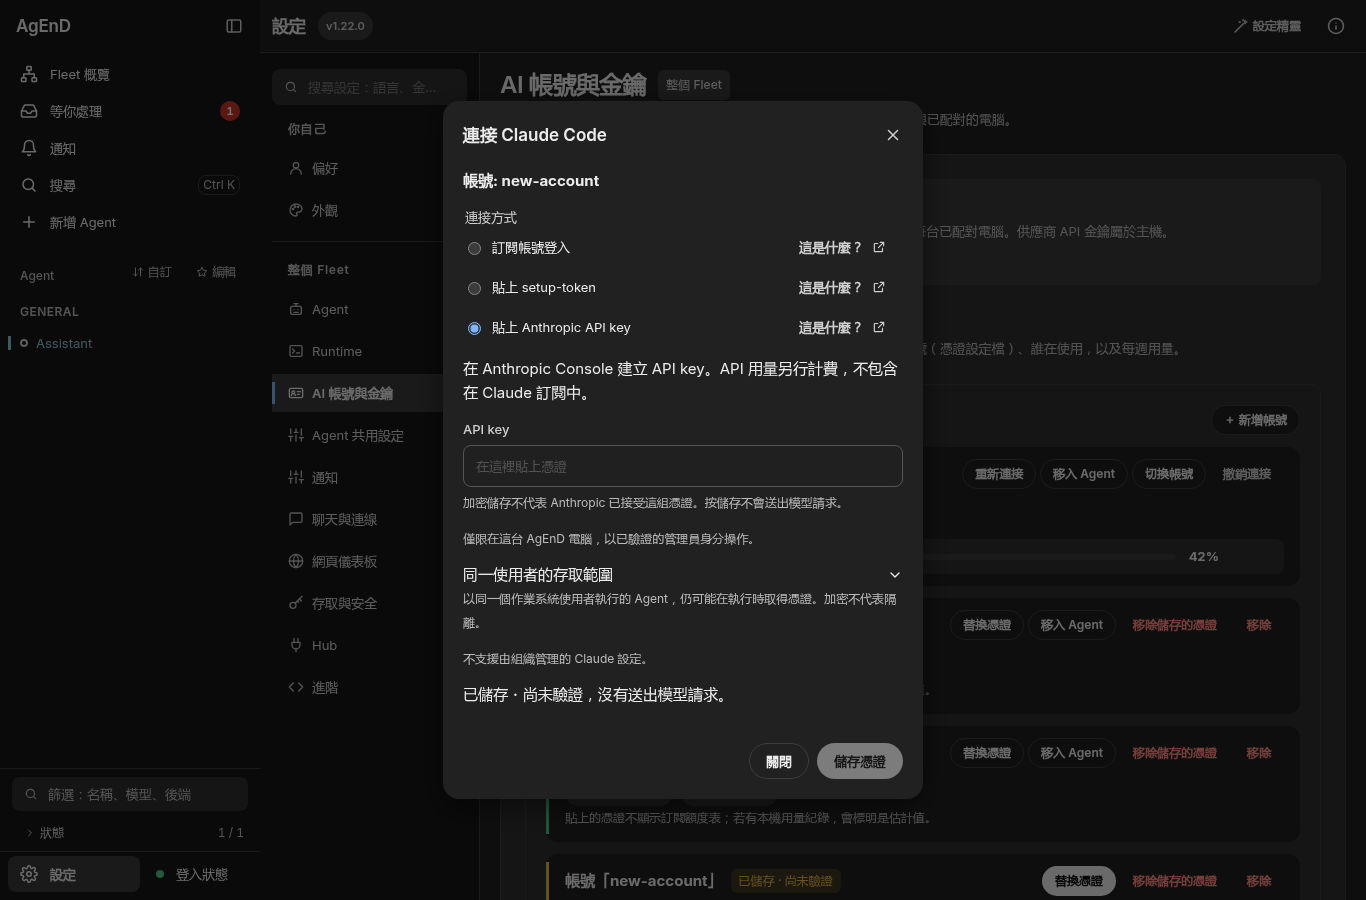 AgEnD
設定
v1.22.0
設定精靈
Fleet 概覽
等你處理
1
通知
搜尋
Ctrl K
新增 Agent
Agent
自訂
編輯
GENERAL
Assistant
篩選：名稱、模型、後端
狀態
1 / 1
設定
登入狀態
搜尋設定：語言、金...
你自己
偏好
外觀
整個 Fleet
Agent
Runtime
AI 帳號與金鑰
Agent 共用設定
通知
聊天與連線
網頁儀表板
存取與安全
Hub
進階
AI 帳號與金鑰
整個 Fleet
已配對的電腦。
台已配對電腦。供應商 API 金鑰屬於主機。
（憑證設定檔）、誰在使用，以及每週用量。
+ 新增帳號
重新連接
移入 Agent
切換帳號
撤銷連接
42%
替換憑證
移入 Agent
移除儲存的憑證
移除
替換憑證
移入 Agent
移除儲存的憑證
移除
貼上的憑證不顯示訂閱額度表；若有本機用量紀錄，會標明是估計值。
帳號「new-account」
已儲存 · 尚未驗證
替換憑證
移除儲存的憑證
移除
連接 Claude Code
帳號: new-account
連接方式
訂閱帳號登入
這是什麼？
貼上 setup-token
這是什麼？
貼上 Anthropic API key
這是什麼？
在 Anthropic Console 建立 API key。API 用量另行計費，不包含
在 Claude 訂閱中。
API key
在這裡貼上憑證
加密儲存不代表 Anthropic 已接受這組憑證。按儲存不會送出模型請求。
僅限在這台 AgEnD 電腦，以已驗證的管理員身分操作。
同一使用者的存取範圍
以同一個作業系統使用者執行的 Agent，仍可能在執行時取得憑證。加密不代表隔
離。
不支援由組織管理的 Claude 設定。
已儲存 · 尚未驗證，沒有送出模型請求。
關閉
儲存憑證